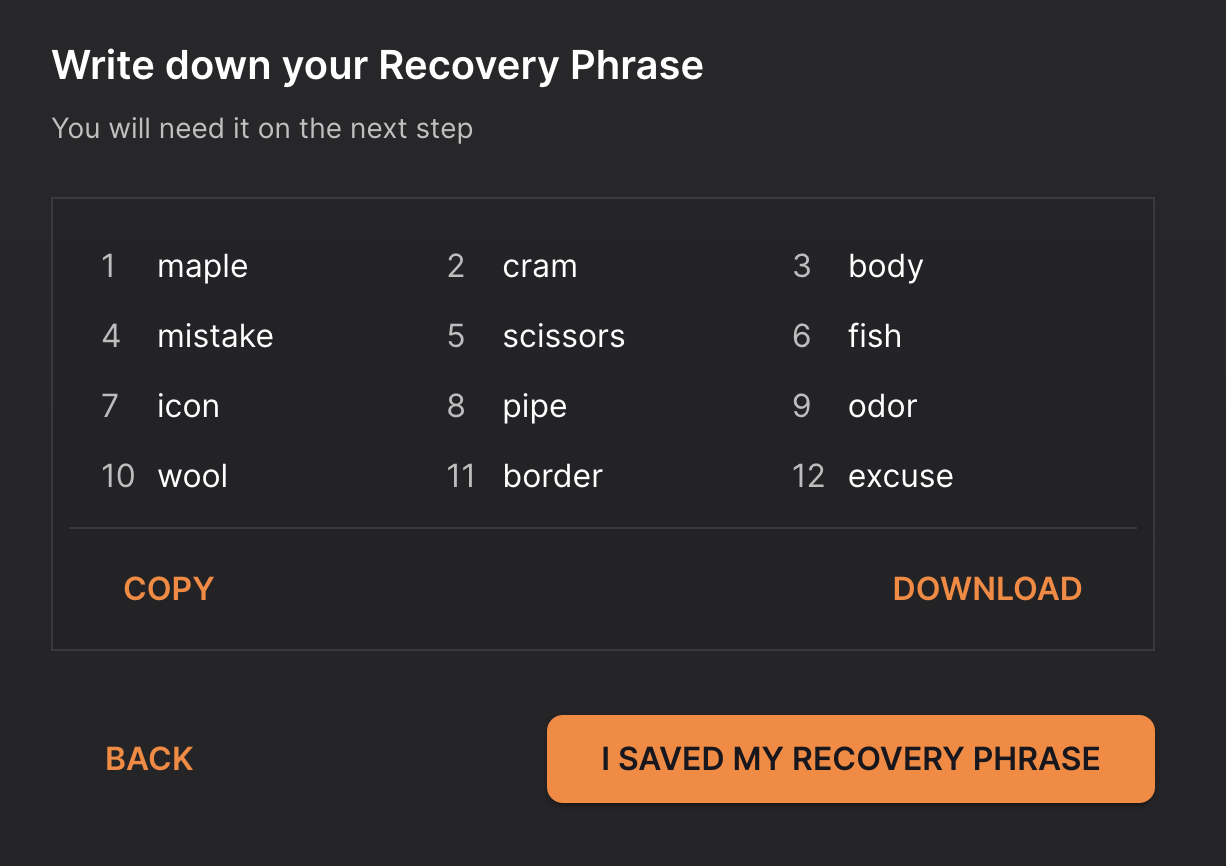 Write down your Recovery Phrase
You will need it on the next step
1 maple 2 cram 3 body
4 mistake 5 scissors 6 fish
7 icon 8 pipe 9 odor
10 wool 11 border 12 excuse
COPY DOWNLOAD
BACK I SAVED MY RECOVERY PHRASE